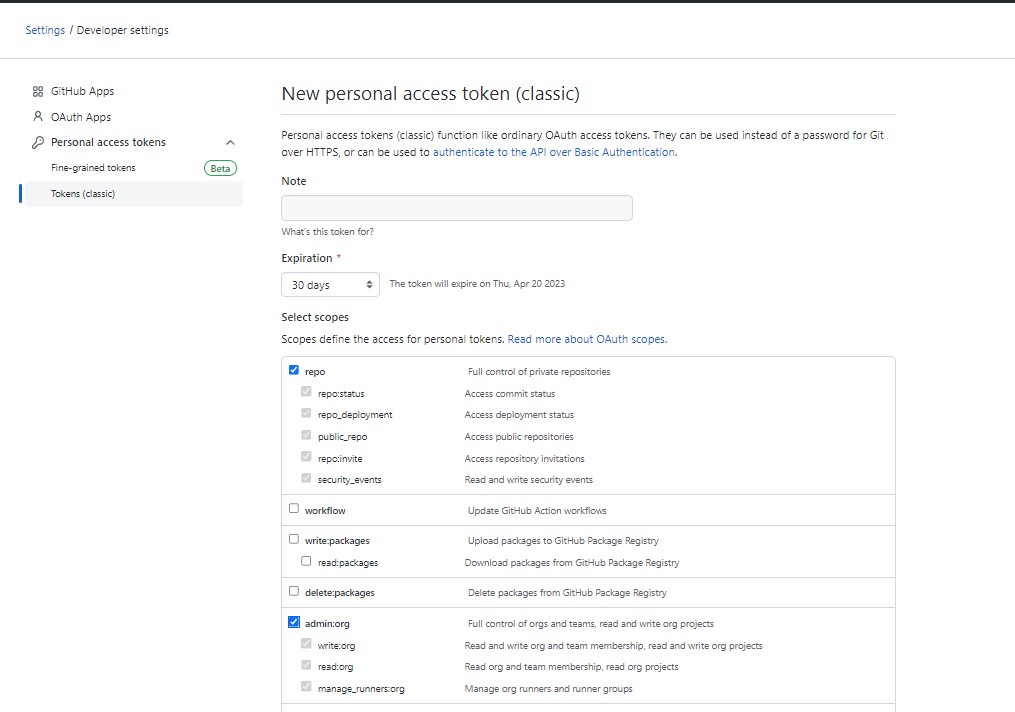 Settings / Developer settings
GitHub Apps
OAuth Apps
Personal access tokens
Fine-grained tokens Beta
Tokens (classic)
New personal access token (classic)
Personal access tokens (classic) function like ordinary OAuth access tokens. They can be used instead of a password for Git
over HTTPS, or can be used to authenticate to the API over Basic Authentication.
Note
What's this token for?
Expiration *
30 days The token will expire on Thu, Apr 20 2023
Select scopes
Scopes define the access for personal tokens. Read more about OAuth scopes.
repo Full control of private repositories
repo:status Access commit status
repo_deployment Access deployment status
public_repo Access public repositories
repo:invite Access repository invitations
security_events Read and write security events
workflow Update GitHub Action workflows
write:packages Upload packages to GitHub Package Registry
read:packages Download packages from GitHub Package Registry
delete:packages Delete packages from GitHub Package Registry
admin:org Full control of orgs and teams, read and write org projects
write:org Read and write org and team membership, read and write org projects
read:org Read org and team membership, read org projects
manage_runners:org Manage org runners and runner groups